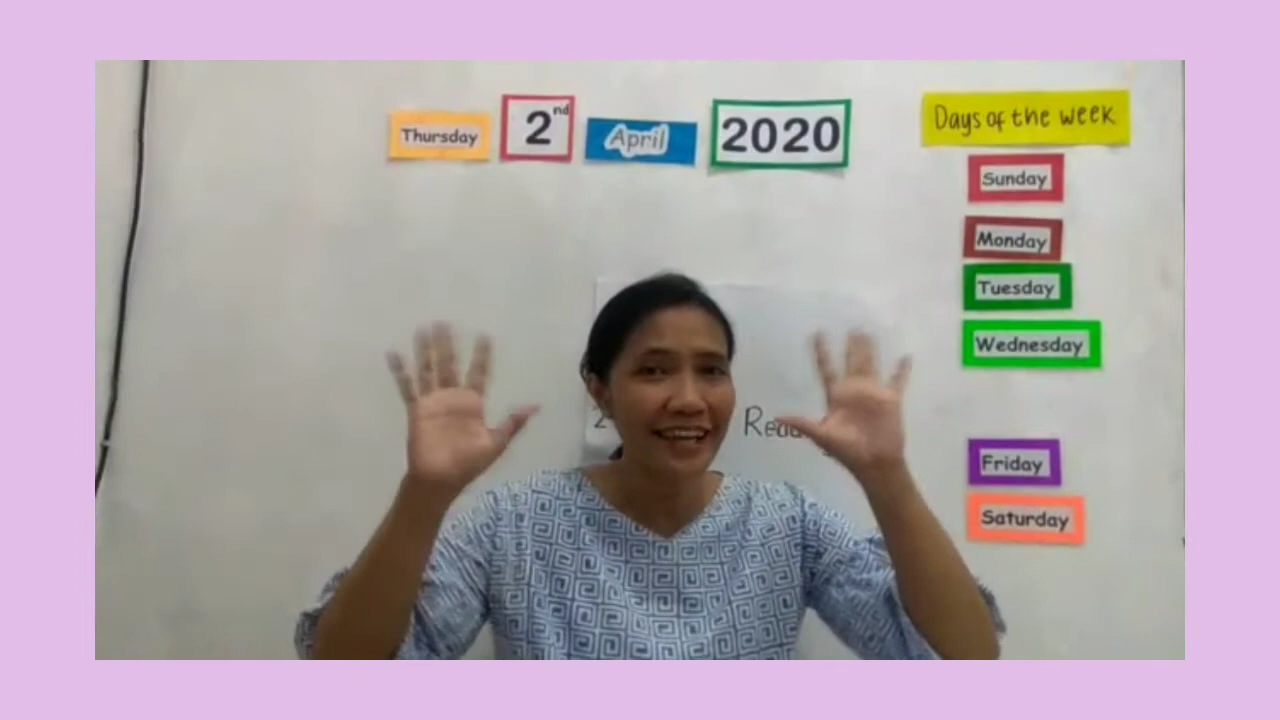 Thursday 2nd April 2020
Days of the week
Sunday
Monday
Tuesday
Wednesday
Friday
Saturday